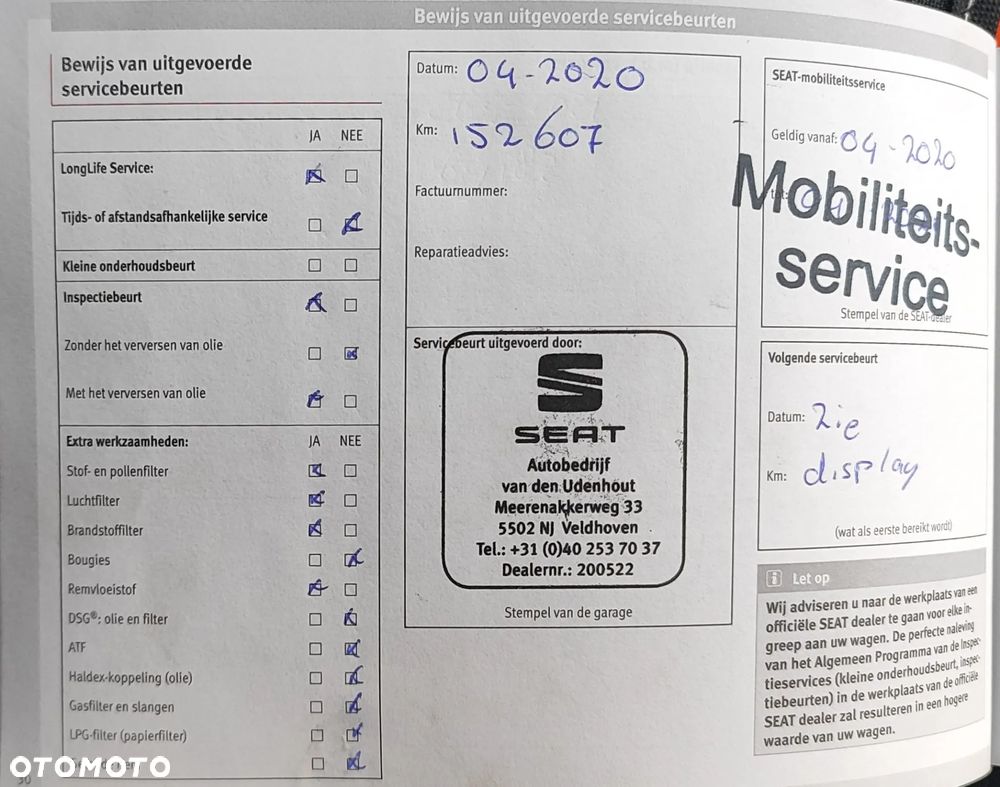 Bewijs van uitgevoerde servicebeurten
Bewijs van uitgevoerde
servicebeurten
JA NEE
LongLife Service:
Tijds- of afstandsafhankelijke service
Kleine onderhoudsbeurt
Inspectiebeurt
Zonder het verversen van olie
Met het verversen van olie
Extra werkzaamheden: JA NEE
Stof- en pollenfilter
Luchtfilter
Brandstoffilter
Bougies
Remvloeistof
DSG®: olie en filter
ATF
Haldex-koppeling (olie)
Gasfilter en slangen
LPG-filter (papierfilter)
OTOMOTO
Datum: 04-2020
Km: 152607
Factuurnummer:
Reparatieadvies:
Servicebeurt uitgevoerd door:
SEAT
Autobedrijf
van den Udenhout
Meerenakkerweg 33
5502 NJ Veldhoven
Tel.: +31 (0)40 253 70 37
Dealernr.: 200522
Stempel van de garage
SEAT-mobiliteitsservice
Geldig vanaf: 04-2020
Mobiliteits-
service
Stempel van de SEAT-dealer
Volgende servicebeurt
Datum: Zie
Km: display
(wat als eerste bereikt wordt)
i Let op
Wij adviseren u naar de werkplaats van een
officiële SEAT dealer te gaan voor elke in-
greep aan uw wagen. De perfecte naleving
van het Algemeen Programma van de Inspec-
tieservices (kleine onderhoudsbeurt, inspec-
tiebeurten) in de werkplaats van de officiële
SEAT dealer zal resulteren in een hogere
waarde van uw wagen.